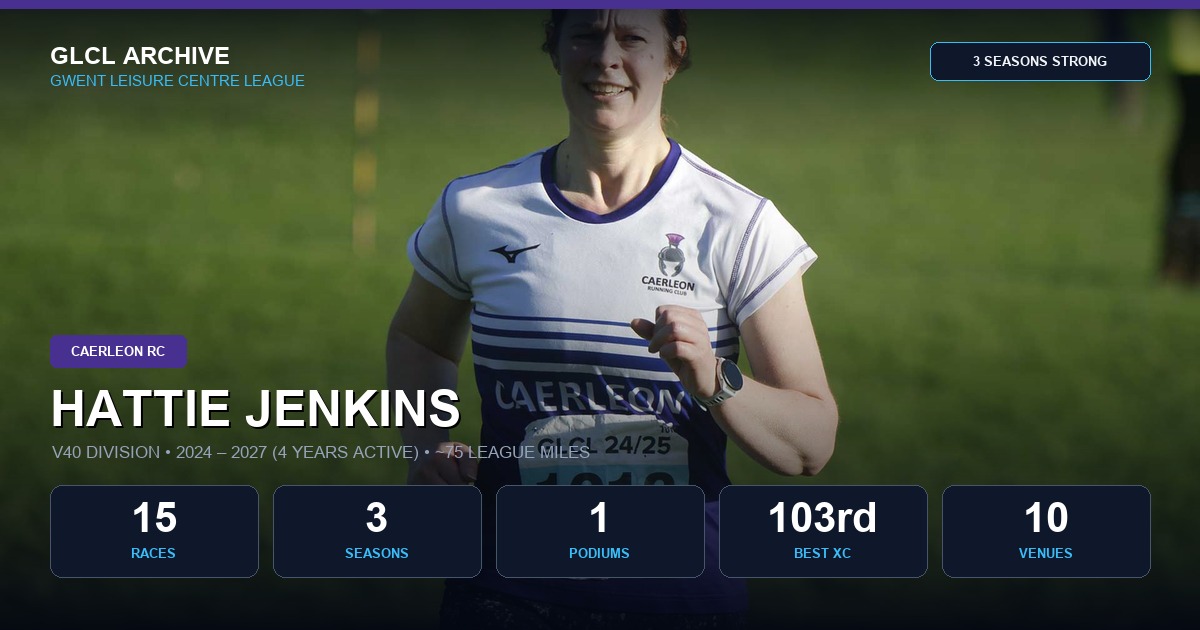 GLCL ARCHIVE
GWENT LEISURE CENTRE LEAGUE
3 SEASONS STRONG
CAERLEON
RUNNING CLUB
CAERLEON RC
CAERLEON
HATTIE JENKINS
GLCL 24/25
V40 DIVISION • 2024 – 2027 (4 YEARS ACTIVE) • ~75 LEAGUE MILES
15
RACES
3
SEASONS
1
PODIUMS
103rd
BEST XC
10
VENUES